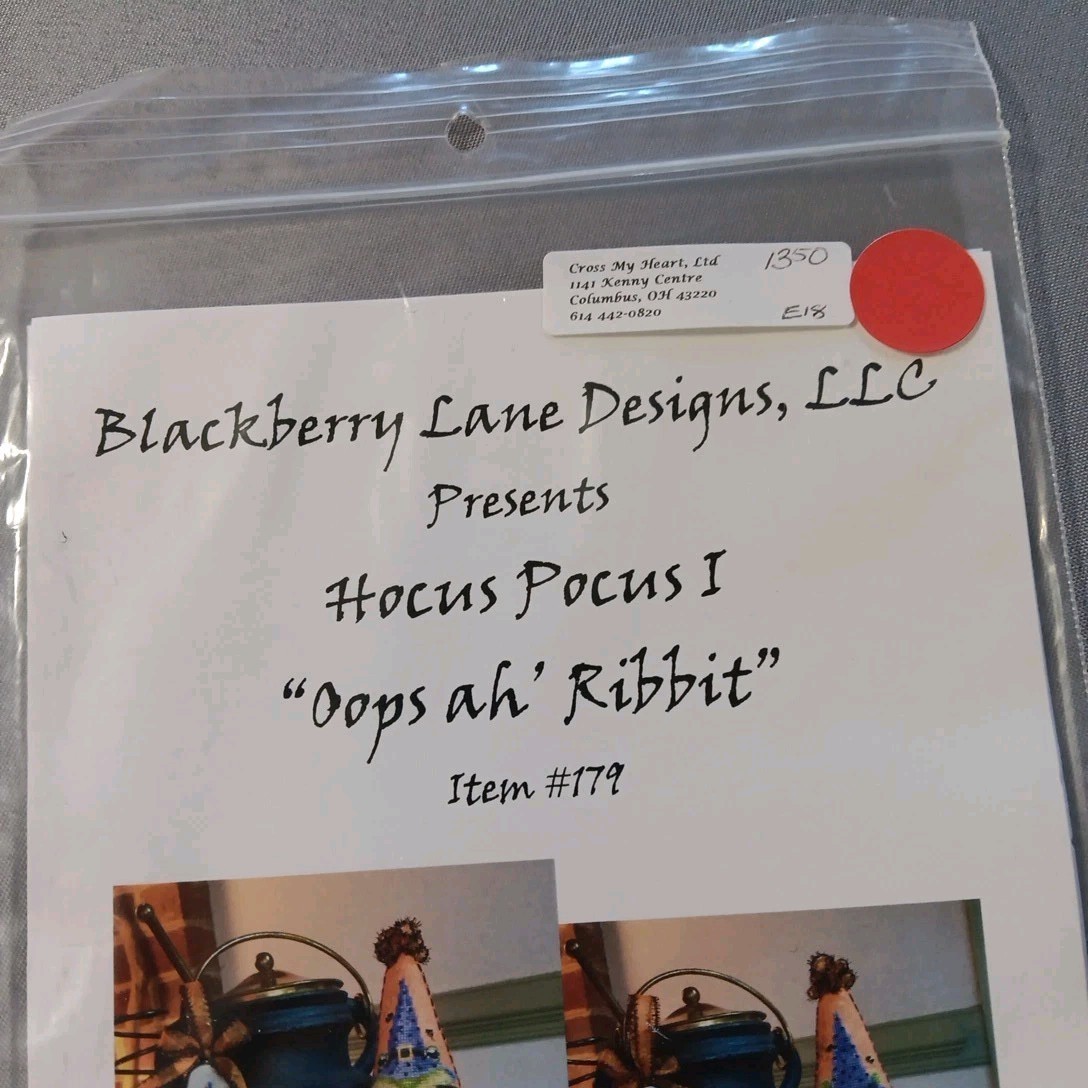 Cross My Heart, Ltd 1350
1141 Kenny Centre
Columbus, OH 43220
614 442-0820 E18
Blackberry Lane Designs, LLC
Presents
Hocus Pocus I
“Oops ah’ Ribbit”
Item #179